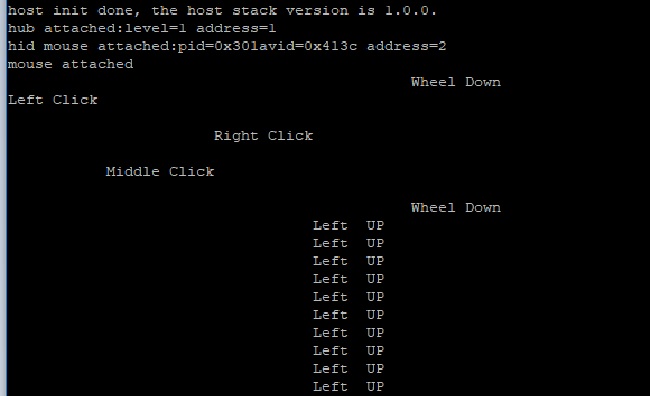 host init done, the host stack version is 1.0.0.
hub attached:level=1 address=1
hid mouse attached:pid=0x301avid=0x413c address=2
mouse attached
Wheel Down
Left Click
Right Click
Middle Click
Wheel Down
Left UP
Left UP
Left UP
Left UP
Left UP
Left UP
Left UP
Left UP
Left UP
Left UP